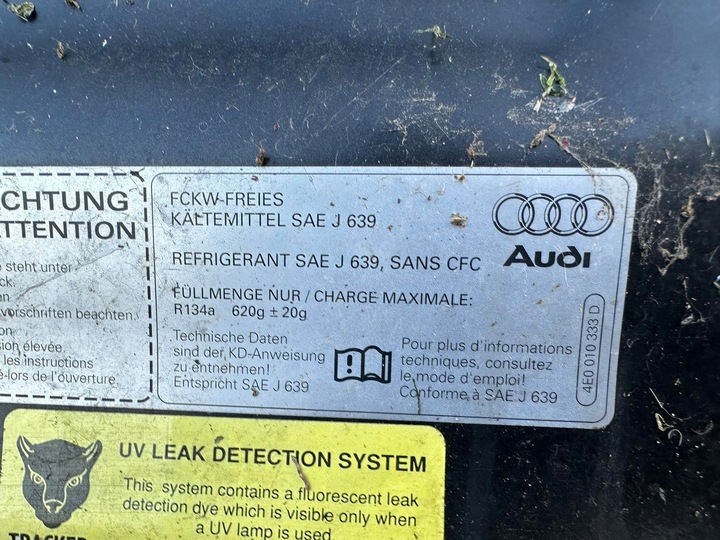 CHTUNG
TTENTION
steht unter
ck.
vorschriften beachten.
ion
sion élevée
les instructions
-lors de l'ouverture.
FCKW-FREIES
KÄLTEMITTEL SAE J 639
REFRIGERANT SAE J 639, SANS CFC
FÜLLMENGE NUR / CHARGE MAXIMALE:
R134a 620g ± 20g
Technische Daten
sind der KD-Anweisung
zu entnehmen!
Entspricht SAE J 639
Pour plus d'informations
techniques, consultez
le mode d'emploi!
Conforme à SAE J 639
Audi
4E0 010 333 D
UV LEAK DETECTION SYSTEM
This system contains a fluorescent leak
detection dye which is visible only when
a UV lamp is used
TRACKER